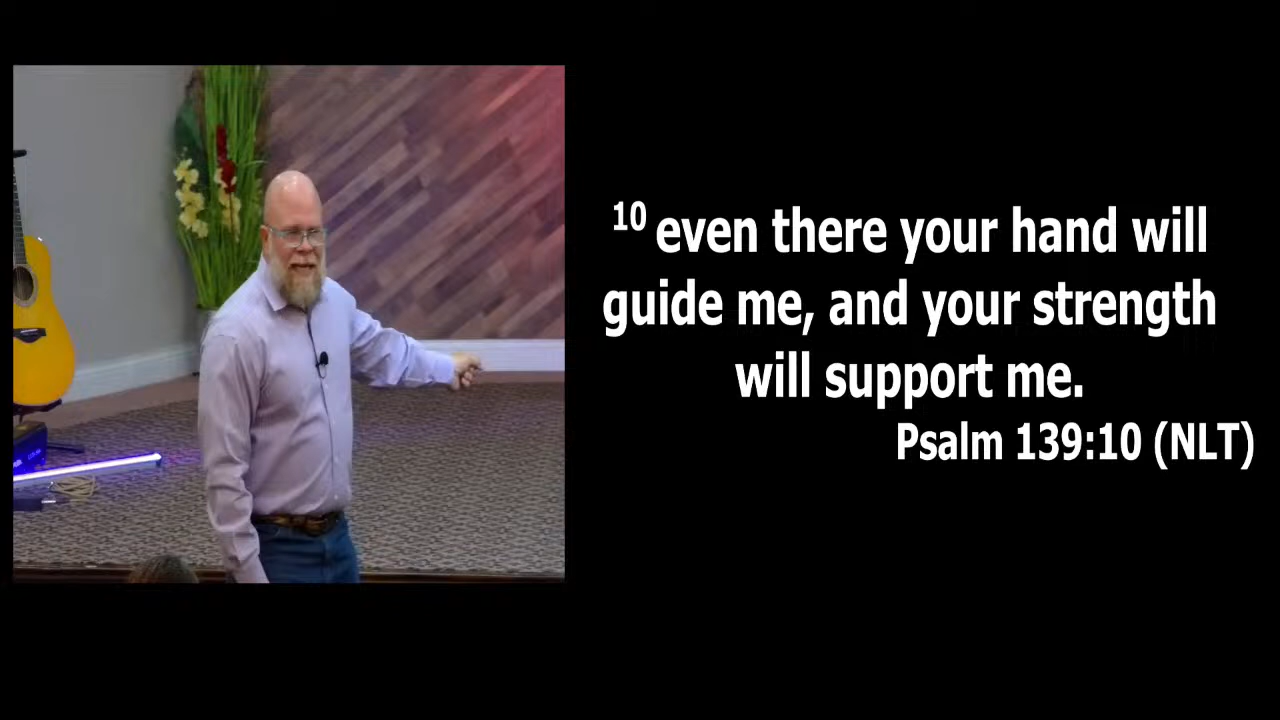 10 even there your hand will
guide me, and your strength
will support me.
Psalm 139:10 (NLT)